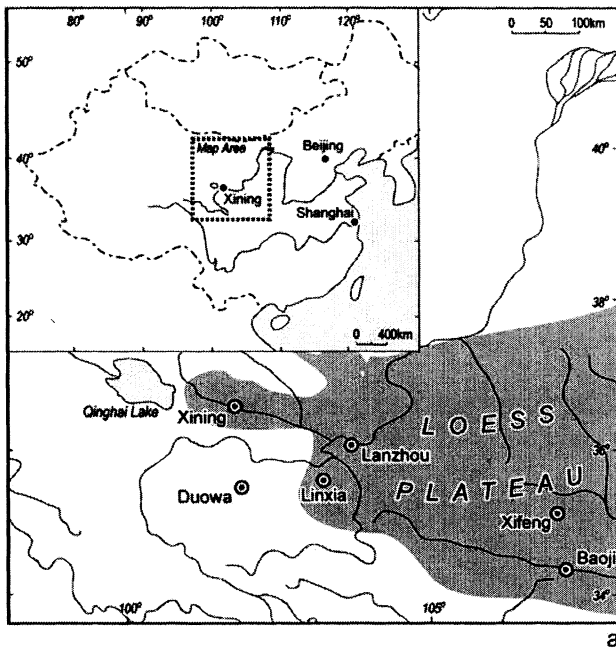 80° 90° 100° 110° 120°
0 50 100km
50°
40°
Map Area
Beijing
40°
Xining
Shanghai
30°
20°
0 400km
38°
Qinghai Lake
Xining
LOESS
36°
Lanzhou
Duowa
Linxia
PLATEAU
Xifeng
Baoji
100°
105°
34°
a